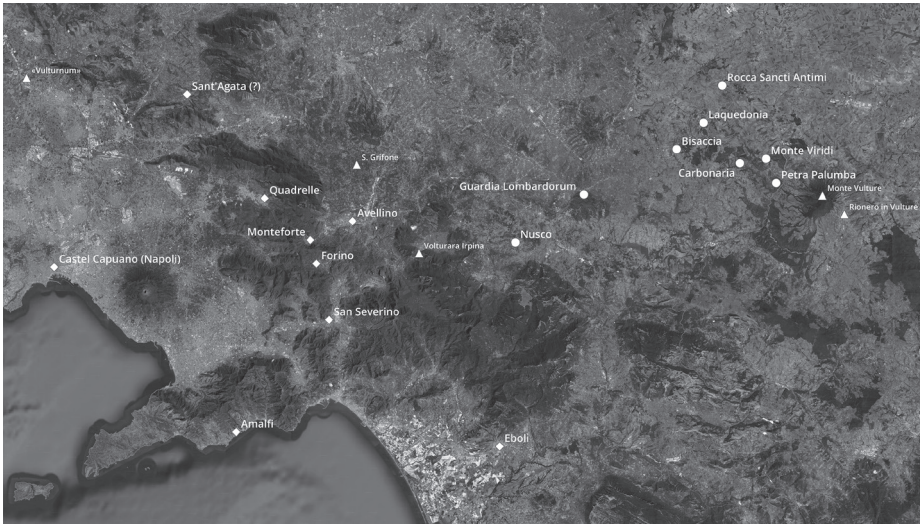 «Vulturnum»
Sant'Agata (?)
Rocca Sancti Antimi
Laquedonia
Bisaccia
Monte Viridi
Carbonaria
Petra Palumba
Monte Vulture
Rionero in Vulture
S. Grifone
Quadrelle
Guardia Lombardorum
Avellino
Monteforte
Nusco
Volturara Irpina
Forino
Castel Capuano (Napoli)
San Severino
Amalfi
Eboli